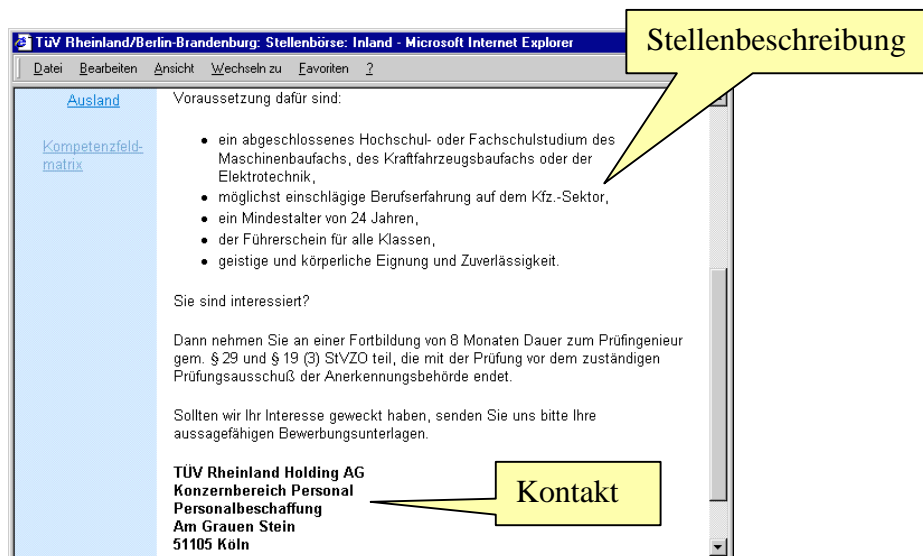 Stellenbeschreibung
TüV Rheinland/Berlin-Brandenburg: Stellenbörse: Inland - Microsoft Internet Explorer
Datei Bearbeiten Ansicht Wechseln zu Favoriten ?
Ausland
Kompetenzfeld-
matrix
Voraussetzung dafür sind:
• ein abgeschlossenes Hochschul- oder Fachschulstudium des
Maschinenbaufachs, des Kraftfahrzeugsbaufachs oder der
Elektrotechnik,
• möglichst einschlägige Berufserfahrung auf dem Kfz.-Sektor,
• ein Mindestalter von 24 Jahren,
• der Führerschein für alle Klassen,
• geistige und körperliche Eignung und Zuverlässigkeit.
Sie sind interessiert?
Dann nehmen Sie an einer Fortbildung von 8 Monaten Dauer zum Prüfingenieur
gem. § 29 und § 19 (3) StVZO teil, die mit der Prüfung vor dem zuständigen
Prüfungsausschuß der Anerkennungsbehörde endet.
Sollten wir Ihr Interesse geweckt haben, senden Sie uns bitte Ihre
aussagefähigen Bewerbungsunterlagen.
TÜV Rheinland Holding AG
Konzernbereich Personal
Personalbeschaffung
Am Grauen Stein
51105 Köln
Kontakt